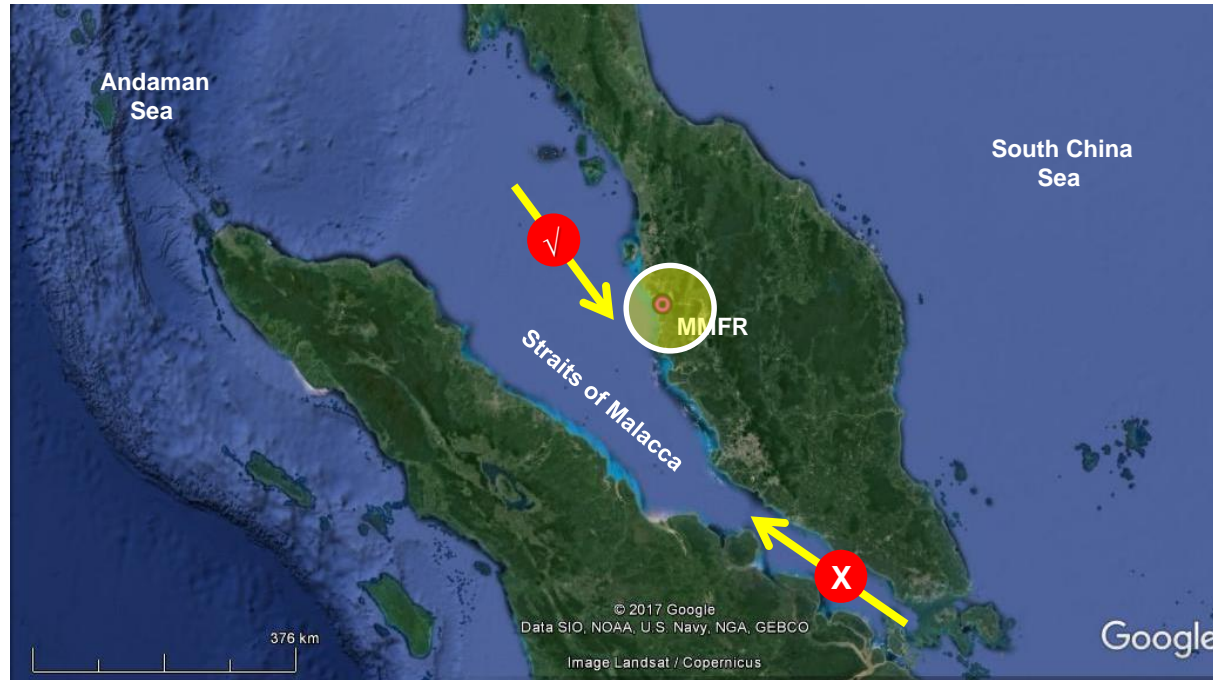 Andaman
Sea
South China
Sea
√
MMFR
Straits of Malacca
X
© 2017 Google
Data SIO, NOAA, U.S. Navy, NGA, GEBCO
376 km
Image Landsat / Copernicus
Google